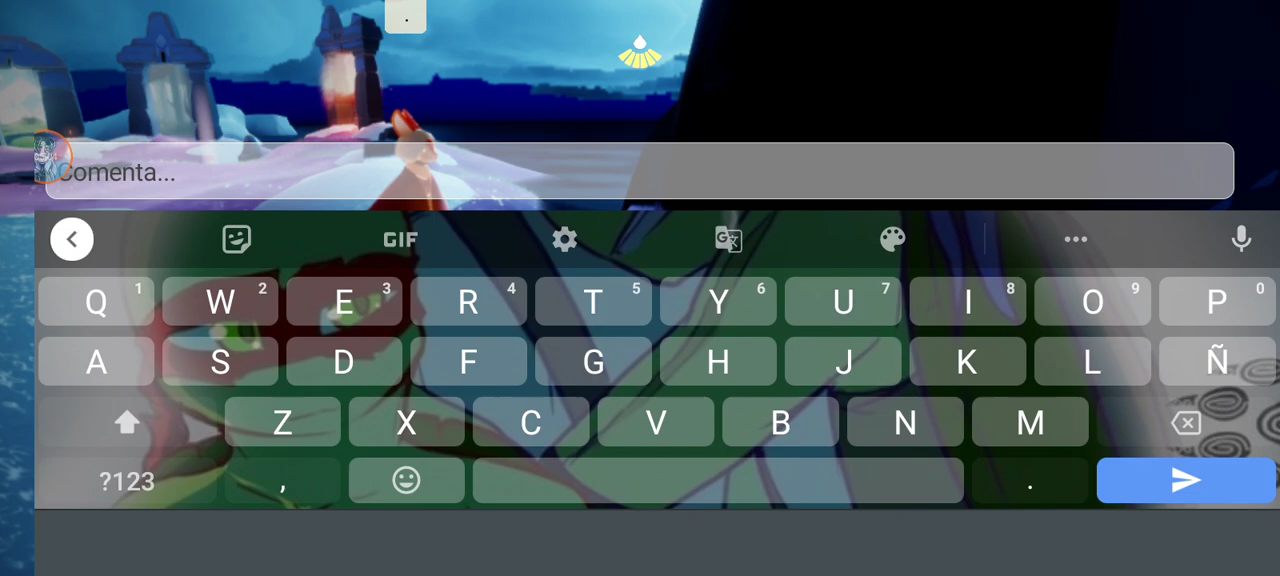 .
Comenta...
GIF
Q 1 W 2 E 3 R 4 T 5 Y 6 U 7 I 8 O 9 P 0
A S D F G H J K L Ñ
Z X C V B N M
?123 , .